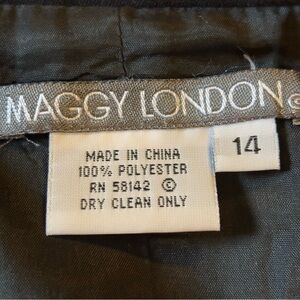 MAGGY LONDON®
14
MADE IN CHINA
100% POLYESTER
RN 58142 ©
DRY CLEAN ONLY